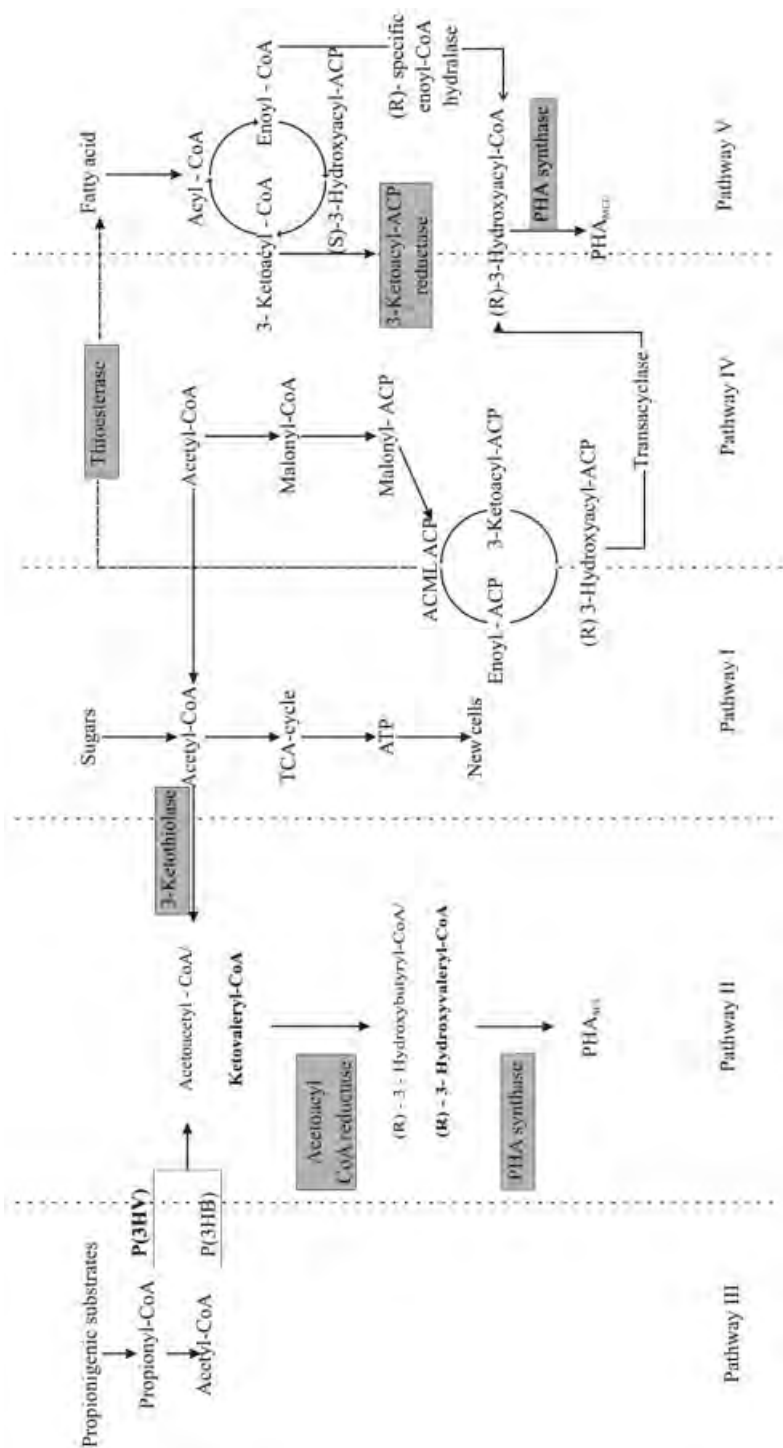 Propionigenic substrates
Propionyl-CoA
Acetyl-CoA
P(3HV)
P(3HB)
Pathway III
Acetoacetyl - CoA/
Ketovaleryl-CoA
Acetoacyl
CoA reductase
(R) - 3 - Hydroxybutyryl-CoA/
(R) - 3- Hydroxyvaleryl-CoA
PHA synthase
PHA
Pathway II
3-Ketothiolase
Sugars
Acetyl-CoA
TCA-cycle
ATP
New cells
Pathway I
Thioesterase
Acetyl-CoA
Malonyl-CoA
Malonyl- ACP
ACML ACP
Enoyl - ACP
3-Ketoacyl-ACP
(R) 3-Hydroxyacyl-ACP
Transacyclase
Pathway IV
Fatty acid
Acyl - CoA
3- Ketoacyl - CoA
Enoyl - CoA
(S)-3-Hydroxyacyl-ACP
3-Ketoacyl-ACP
reductase
(R)- specific
enoyl-CoA
hydralase
(R)-3-Hydroxyacyl-CoA
PHA synthase
PHA
Pathway V